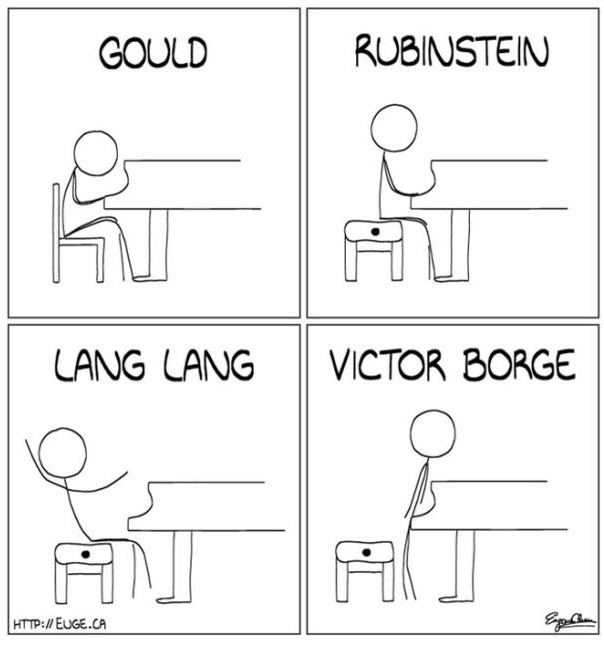 GOULD
RUBINSTEIN
LANG LANG
VICTOR BORGE
HTTP://EUGE.CA